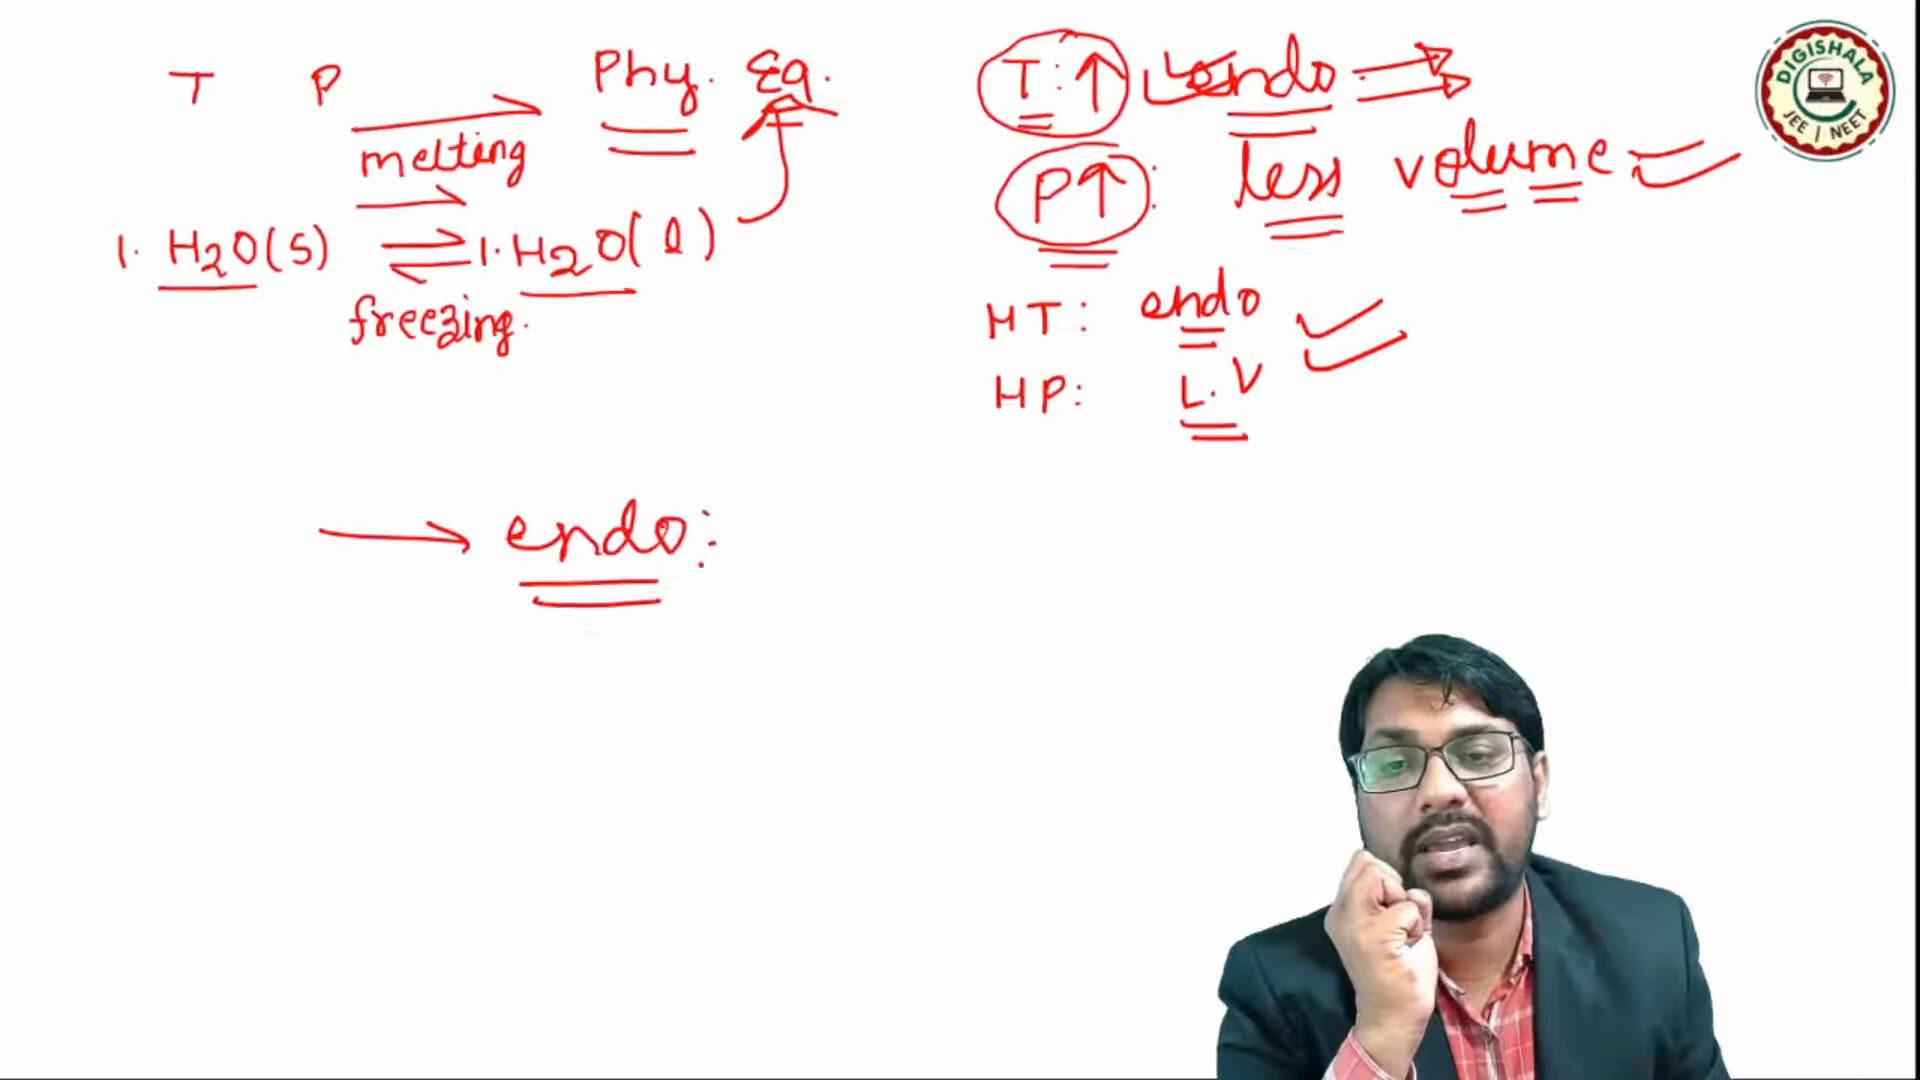 T P Phy. Eq.
melting
1. H2O(s) ⇌ 1. H2O(l)
freezing.
→ endo:
T: ↑ endo
P↑: less volume
HT: endo
HP: L.V
DIGISHALA
JEE | NEET